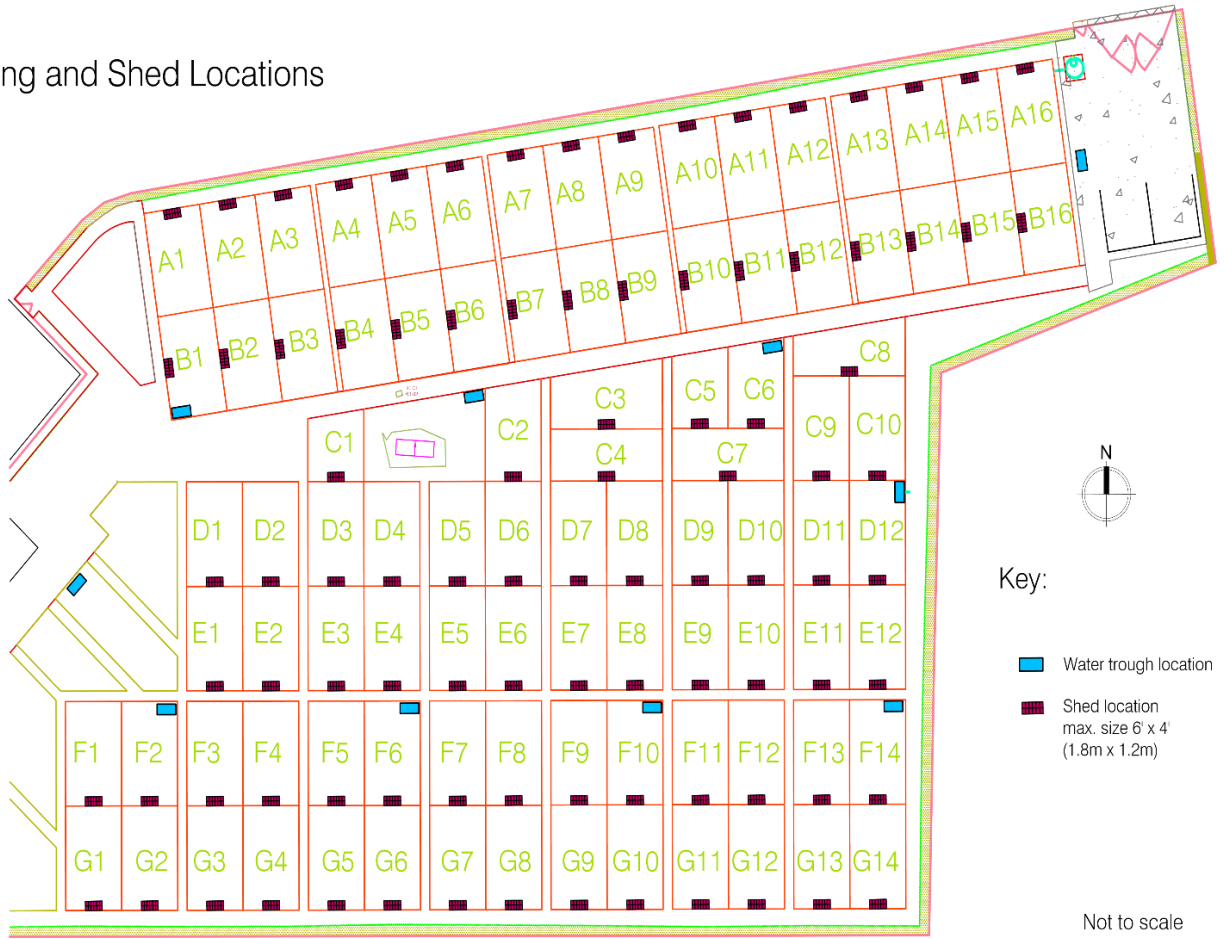 ng and Shed Locations
A1 A2 A3 A4 A5 A6 A7 A8 A9 A10 A11 A12 A13 A14 A15 A16
B1 B2 B3 B4 B5 B6 B7 B8 B9 B10 B11 B12 B13 B14 B15 B16
C1 C2 C3 C5 C6 C8
C4 C7 C9 C10
N
D1 D2 D3 D4 D5 D6 D7 D8 D9 D10 D11 D12
Key:
E1 E2 E3 E4 E5 E6 E7 E8 E9 E10 E11 E12
Water trough location
Shed location
max. size 6' x 4'
(1.8m x 1.2m)
F1 F2 F3 F4 F5 F6 F7 F8 F9 F10 F11 F12 F13 F14
G1 G2 G3 G4 G5 G6 G7 G8 G9 G10 G11 G12 G13 G14
Not to scale